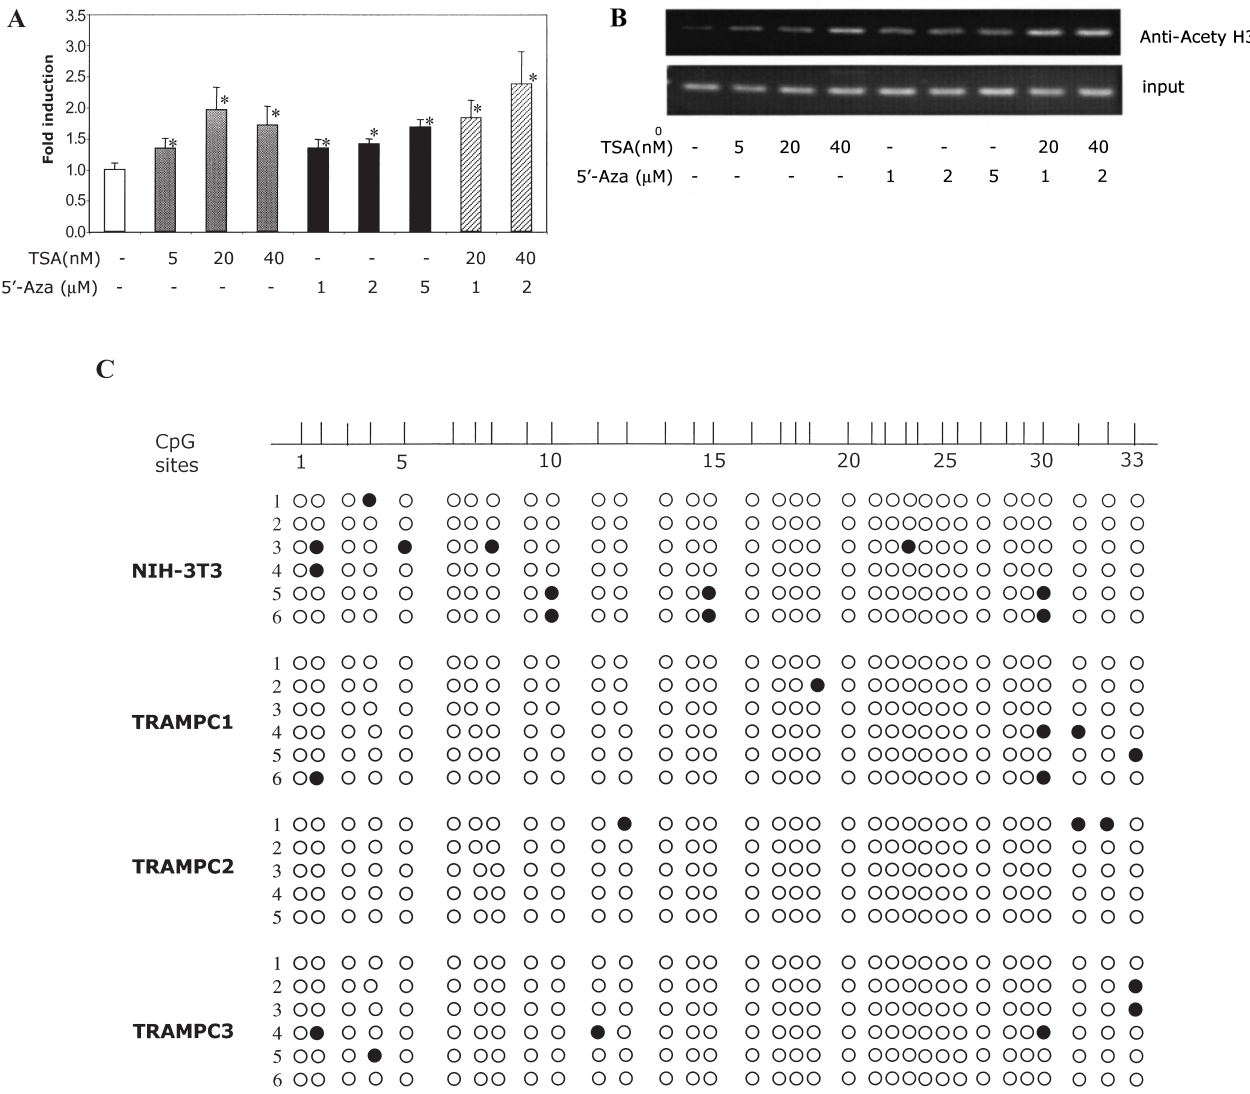 A
Fold induction
3.5
3.0
2.5
2.0
1.5
1.0
0.5
0.0
* * * * * * * *
TSA(nM) - 5 20 40 - - - 20 40
5′-Aza (μM) - - - - 1 2 5 1 2
B
Anti-Acety H3
input
0
TSA(nM) - 5 20 40 - - - 20 40
5′-Aza (μM) - - - - 1 2 5 1 2
C
CpG
sites
1 5 10 15 20 25 30 33
NIH-3T3
1
2
3
4
5
6
TRAMPC1
1
2
3
4
5
6
TRAMPC2
1
2
3
4
5
TRAMPC3
1
2
3
4
5
6